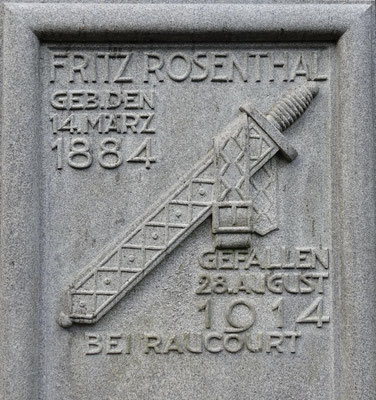 FRITZ ROSENTHAL
GEB. DEN
14. MÄRZ
1884
GEFALLEN
28. AUGUST
1914
BEI RAUCOURT